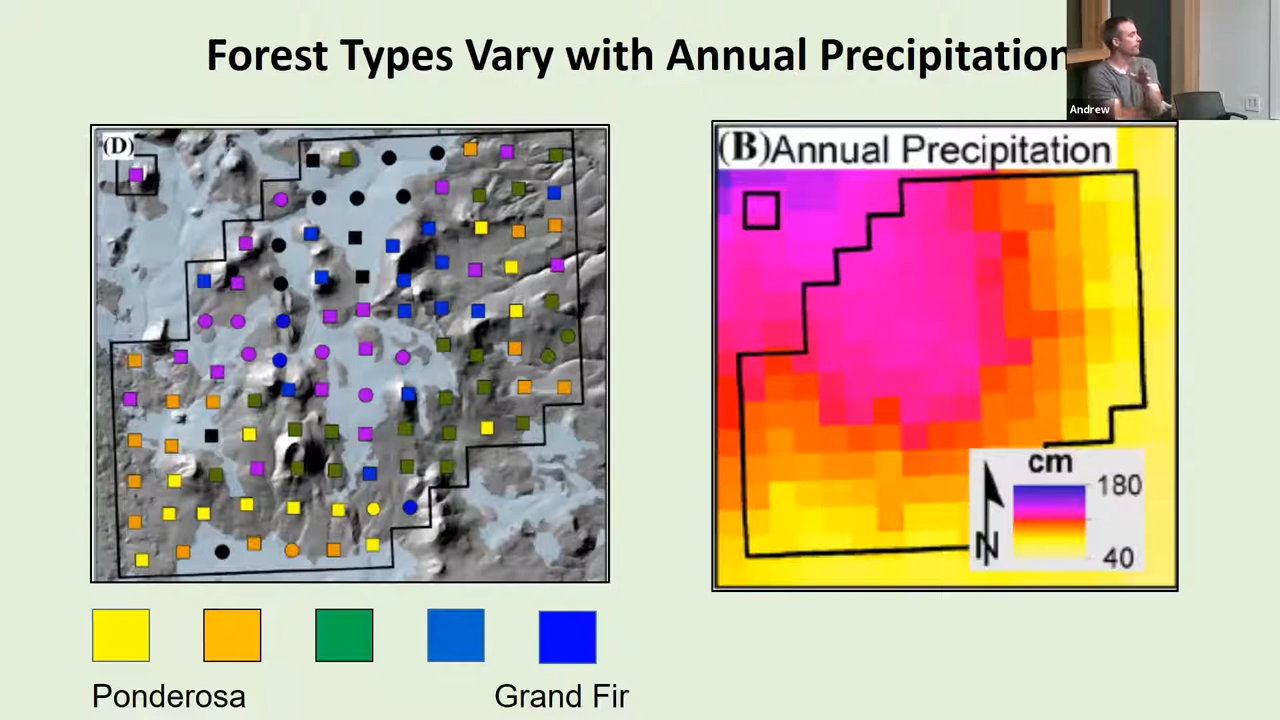 Forest Types Vary with Annual Precipitation
Andrew
(D)
(B) Annual Precipitation
cm
180
40
N
Ponderosa
Grand Fir